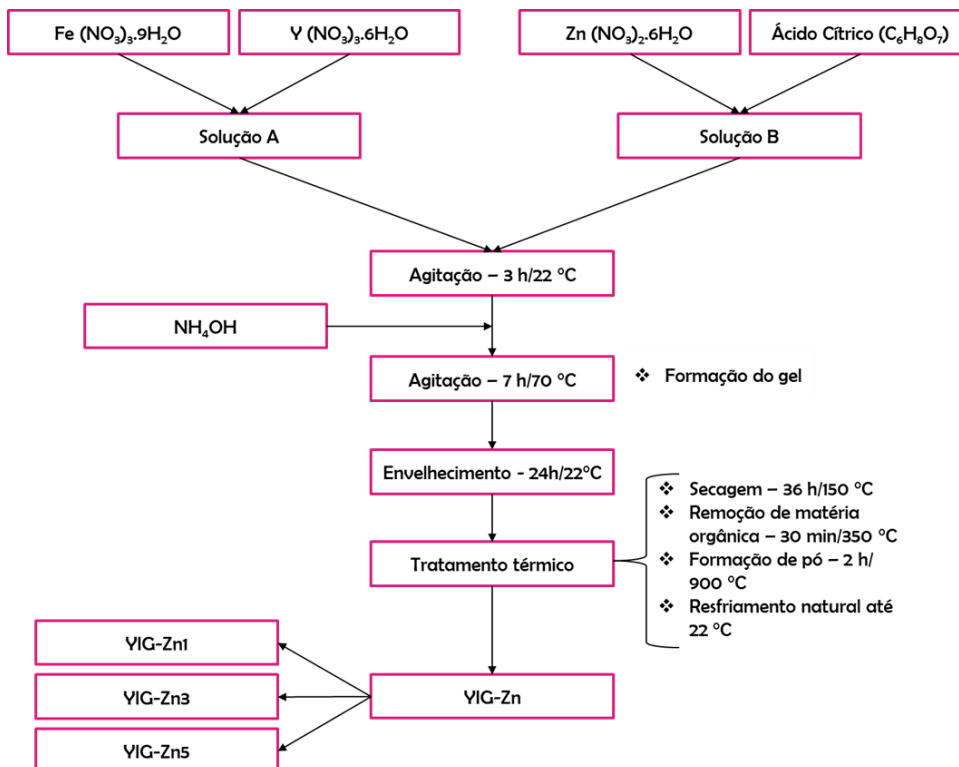 Fe (NO₃)₃.9H₂O
Y (NO₃)₃.6H₂O
Zn (NO₃)₂.6H₂O
Ácido Cítrico (C₆H₈O₇)
Solução A
Solução B
Agitação – 3 h/22 °C
NH₄OH
Agitação – 7 h/70 °C
❖ Formação do gel
Envelhecimento - 24h/22°C
Tratamento térmico
❖ Secagem – 36 h/150 °C
❖ Remoção de matéria
orgânica – 30 min/350 °C
❖ Formação de pó – 2 h/
900 °C
❖ Resfriamento natural até
22 °C
YIG-Zn
YIG-Zn1
YIG-Zn3
YIG-Zn5